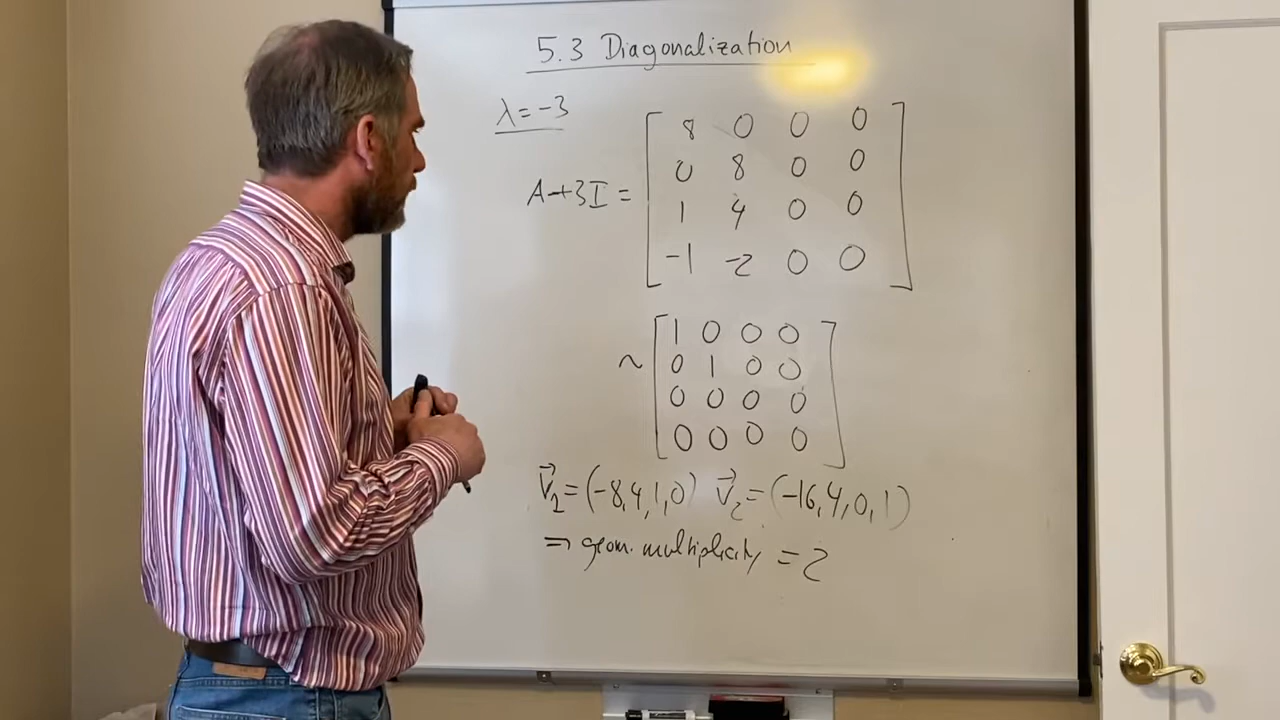 5.3 Diagonalization
λ=-3
A+3I = [ 8 0 0 0
0 8 0 0
1 4 0 0
-1 -2 0 0 ]
~ [ 1 0 0 0
0 1 0 0
0 0 0 0
0 0 0 0 ]
v⃗₁=(-8,4,1,0) v⃗₂=(-16,4,0,1)
⇒ geom. multiplicity = 2